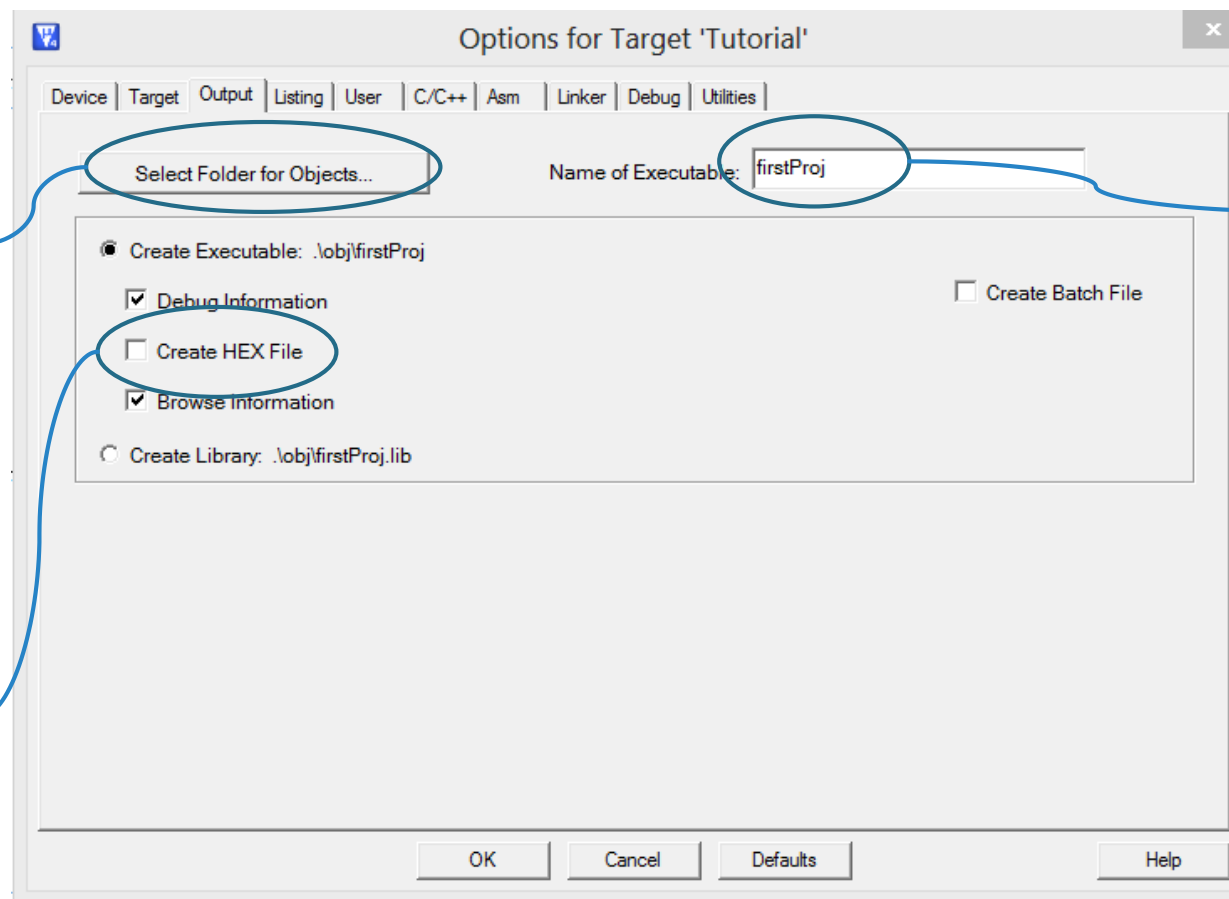 Options for Target 'Tutorial'
x
Device Target Output Listing User C/C++ Asm Linker Debug Utilities
Select Folder for Objects...
Name of Executable: firstProj
Create Executable: .\obj\firstProj
Debug Information
Create Batch File
Create HEX File
Browse Information
Create Library: .\obj\firstProj.lib
OK Cancel Defaults Help